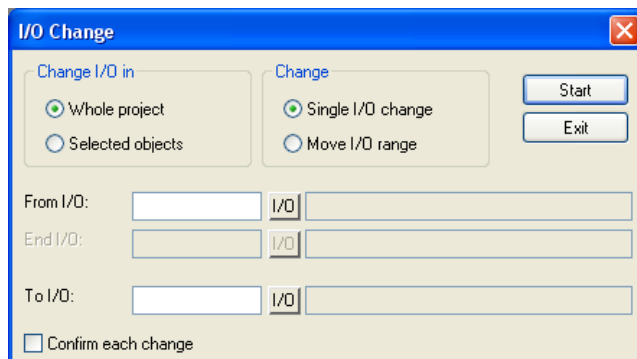 I/O Change
Change I/O in
Whole project
Selected objects
Change
Single I/O change
Move I/O range
Start
Exit
From I/O:
I/O
End I/O:
I/O
To I/O:
I/O
Confirm each change